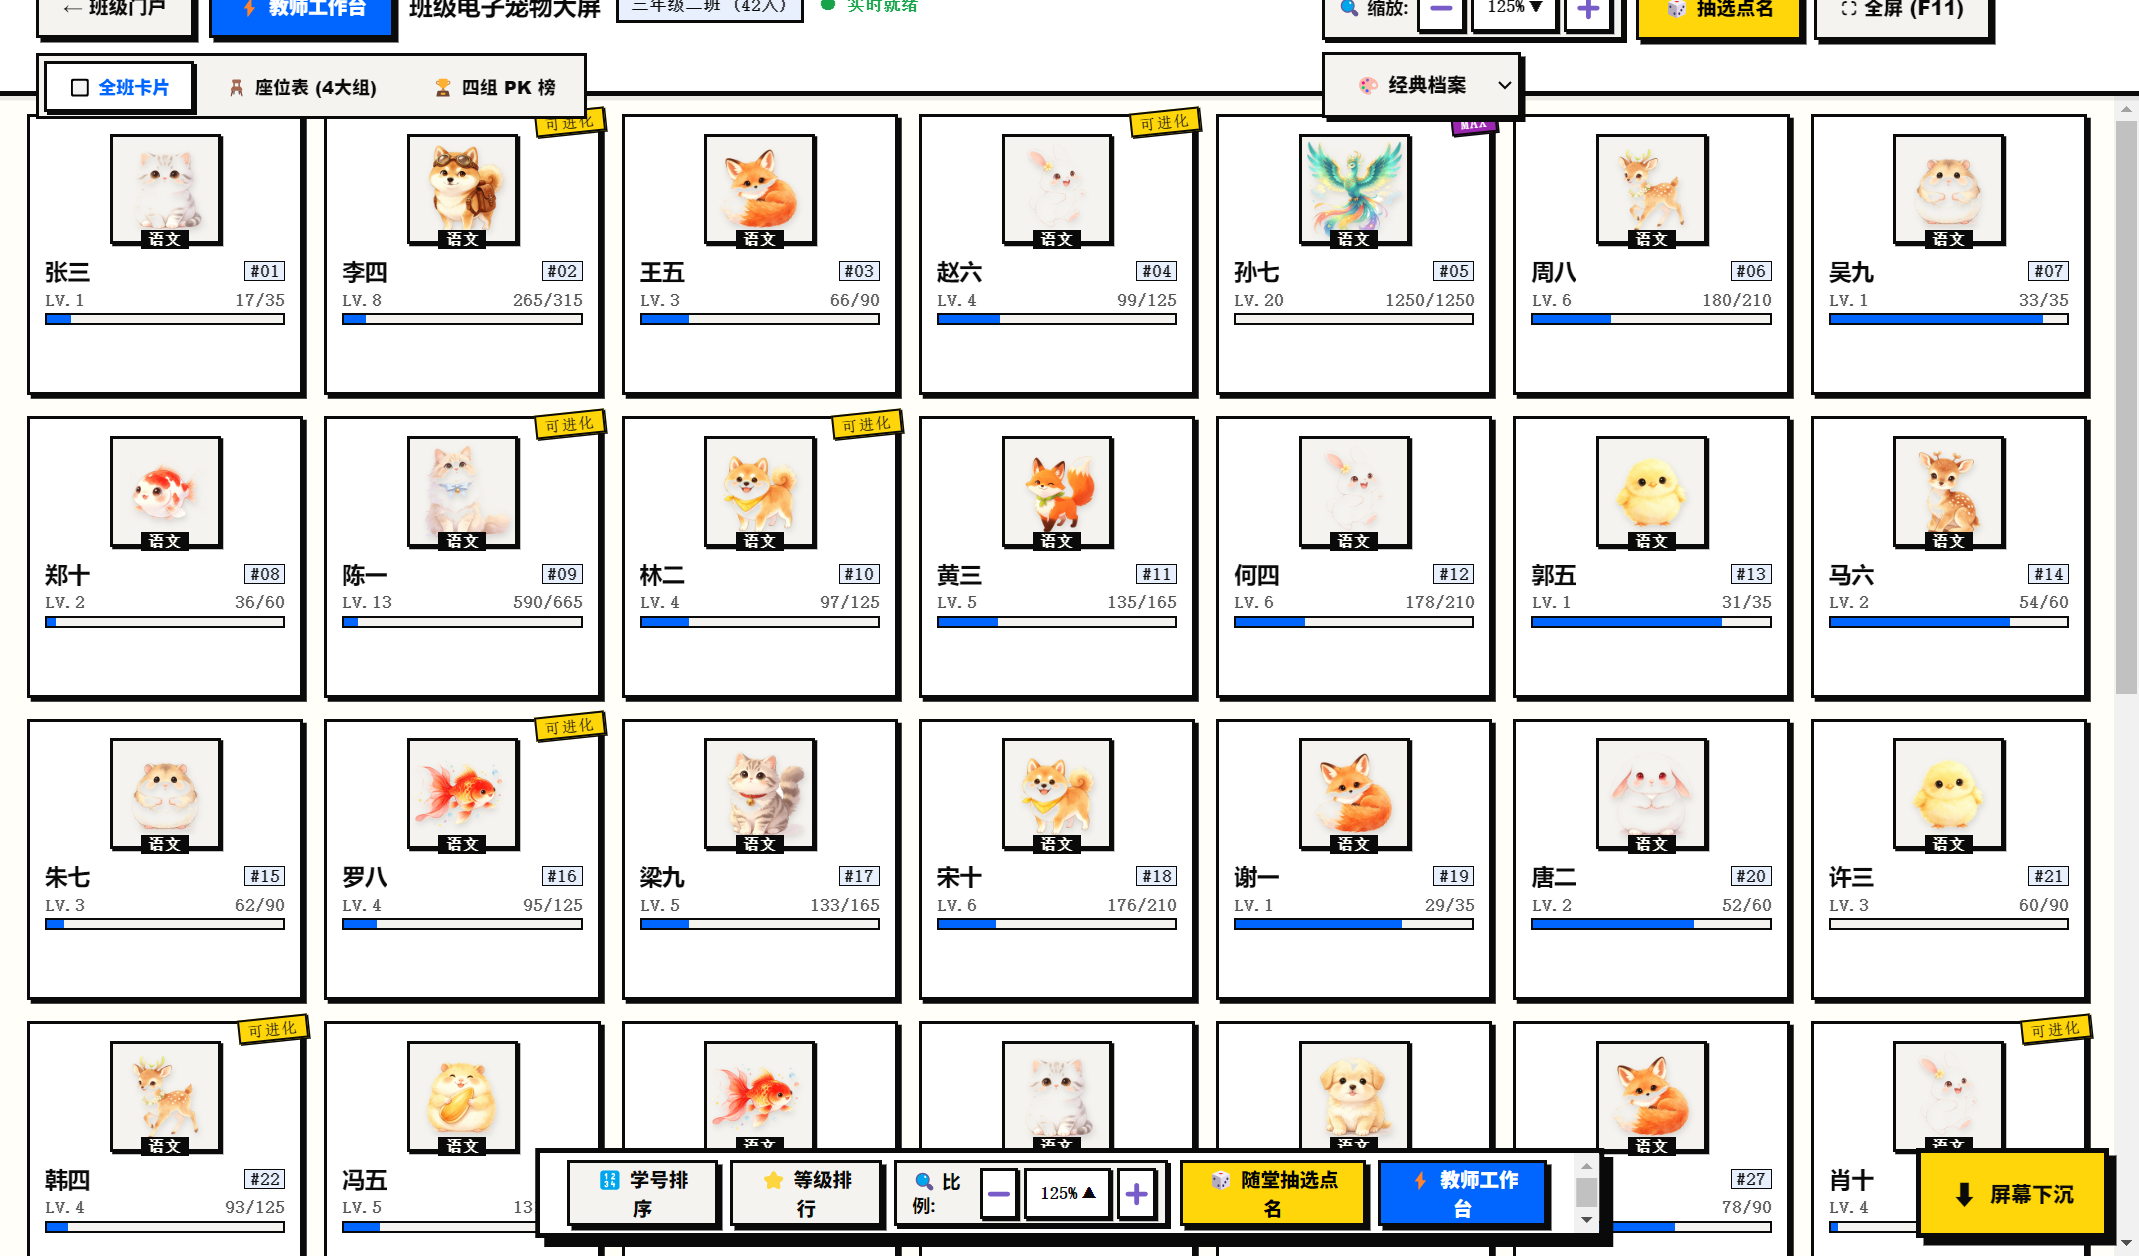 ← 班级门户
教师工作台
班级电子宠物大屏
三年级二班 (42人)
实时就绪
缩放:
125%▼
抽选点名
全屏 (F11)
全班卡片
座位表 (4大组)
四组 PK 榜
经典档案
语文
张三 #01
LV.1 17/35
可进化
语文
李四 #02
LV.8 265/315
语文
王五 #03
LV.3 66/90
可进化
语文
赵六 #04
LV.4 99/125
MAX
语文
孙七 #05
LV.20 1250/1250
语文
周八 #06
LV.6 180/210
语文
吴九 #07
LV.1 33/35
语文
郑十 #08
LV.2 36/60
可进化
语文
陈一 #09
LV.13 590/665
可进化
语文
林二 #10
LV.4 97/125
语文
黄三 #11
LV.5 135/165
语文
何四 #12
LV.6 178/210
语文
郭五 #13
LV.1 31/35
语文
马六 #14
LV.2 54/60
语文
朱七 #15
LV.3 62/90
可进化
语文
罗八 #16
LV.4 95/125
语文
梁九 #17
LV.5 133/165
语文
宋十 #18
LV.6 176/210
语文
谢一 #19
LV.1 29/35
语文
唐二 #20
LV.2 52/60
语文
许三 #21
LV.3 60/90
可进化
语文
韩四 #22
LV.4 93/125
语文
冯五
LV.5 13
语文
语文
语文
语文
#27
78/90
可进化
语文
肖十
LV.4
学号排
序
等级排
行
比
例:
125%▲
随堂抽选点
名
教师工作
台
屏幕下沉